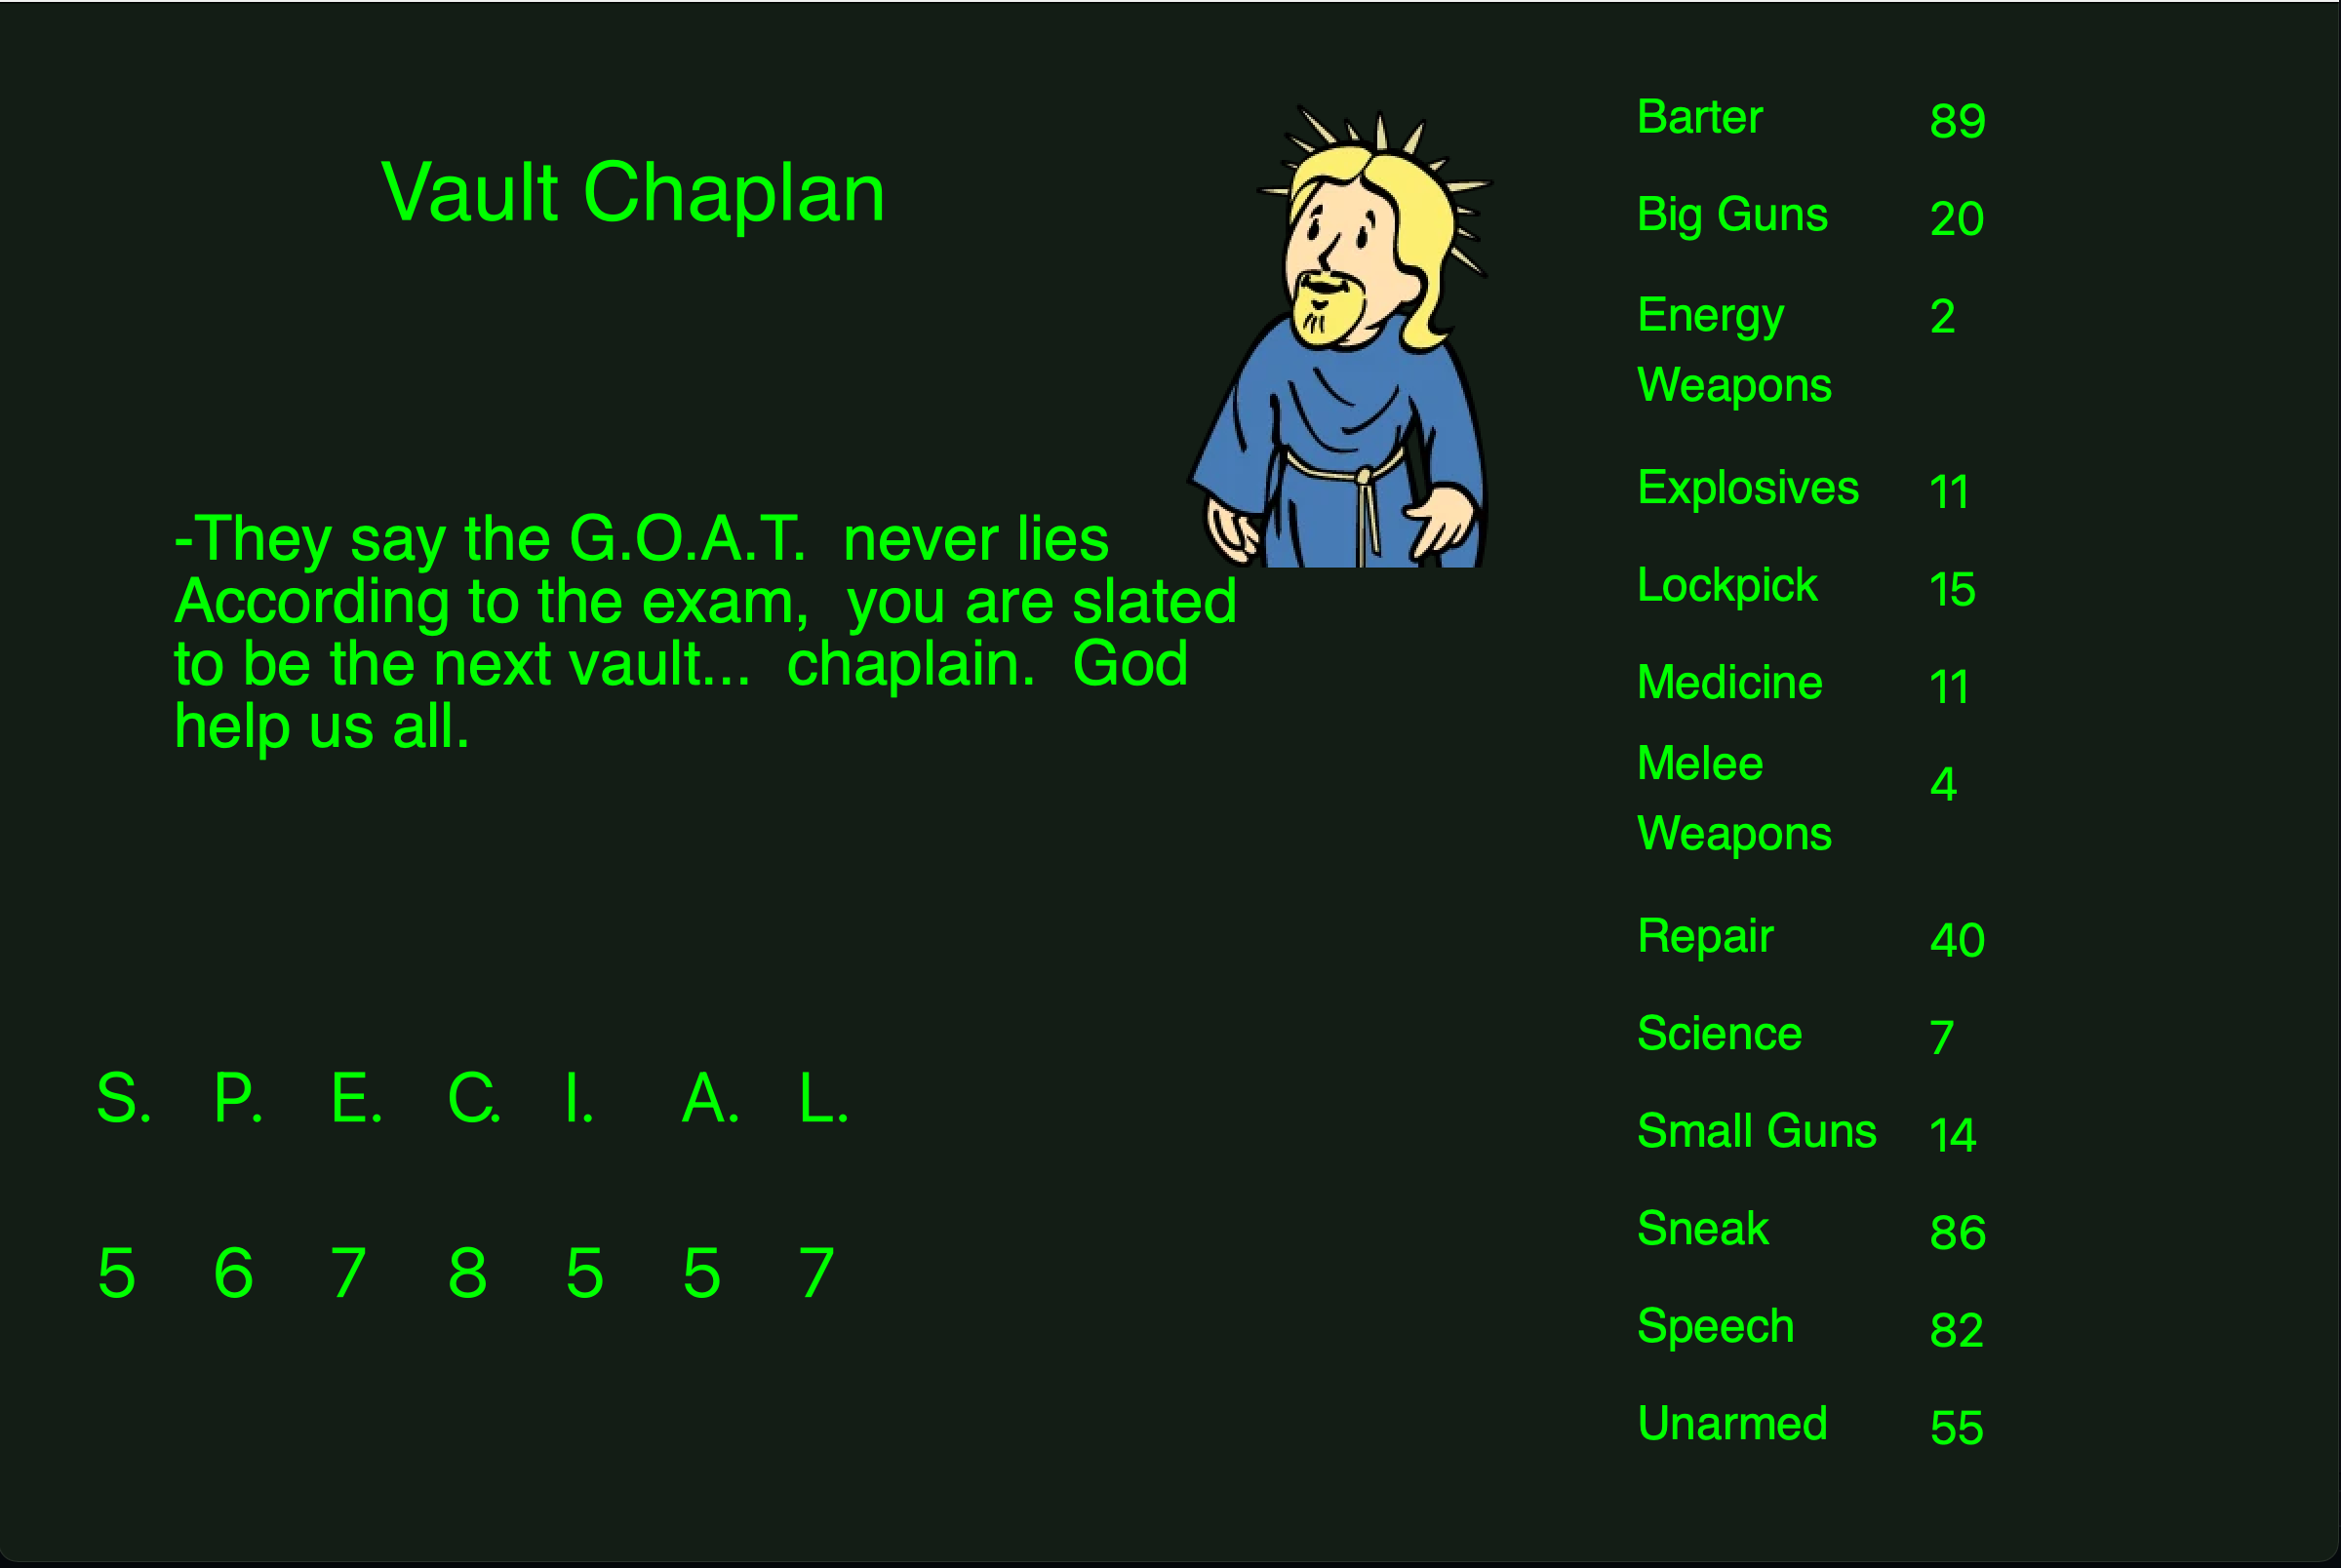 Vault Chaplan
-They say the G.O.A.T.  never lies
According to the exam,  you are slated
to be the next vault...  chaplain.  God
help us all.
S. P. E. C. I. A. L.
5 6 7 8 5 5 7
Barter 89
Big Guns 20
Energy 2
Weapons
Explosives 11
Lockpick 15
Medicine 11
Melee 4
Weapons
Repair 40
Science 7
Small Guns 14
Sneak 86
Speech 82
Unarmed 55